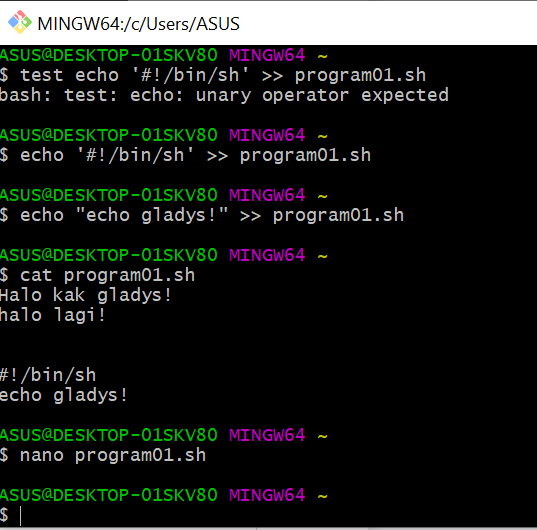 MINGW64:/c/Users/ASUS
ASUS@DESKTOP-01SKV80 MINGW64 ~
$ test echo '#!/bin/sh' >> program01.sh
bash: test: echo: unary operator expected
ASUS@DESKTOP-01SKV80 MINGW64 ~
$ echo '#!/bin/sh' >> program01.sh
ASUS@DESKTOP-01SKV80 MINGW64 ~
$ echo "echo gladys!" >> program01.sh
ASUS@DESKTOP-01SKV80 MINGW64 ~
$ cat program01.sh
Halo kak gladys!
halo lagi!
#!/bin/sh
echo gladys!
ASUS@DESKTOP-01SKV80 MINGW64 ~
$ nano program01.sh
ASUS@DESKTOP-01SKV80 MINGW64 ~
$